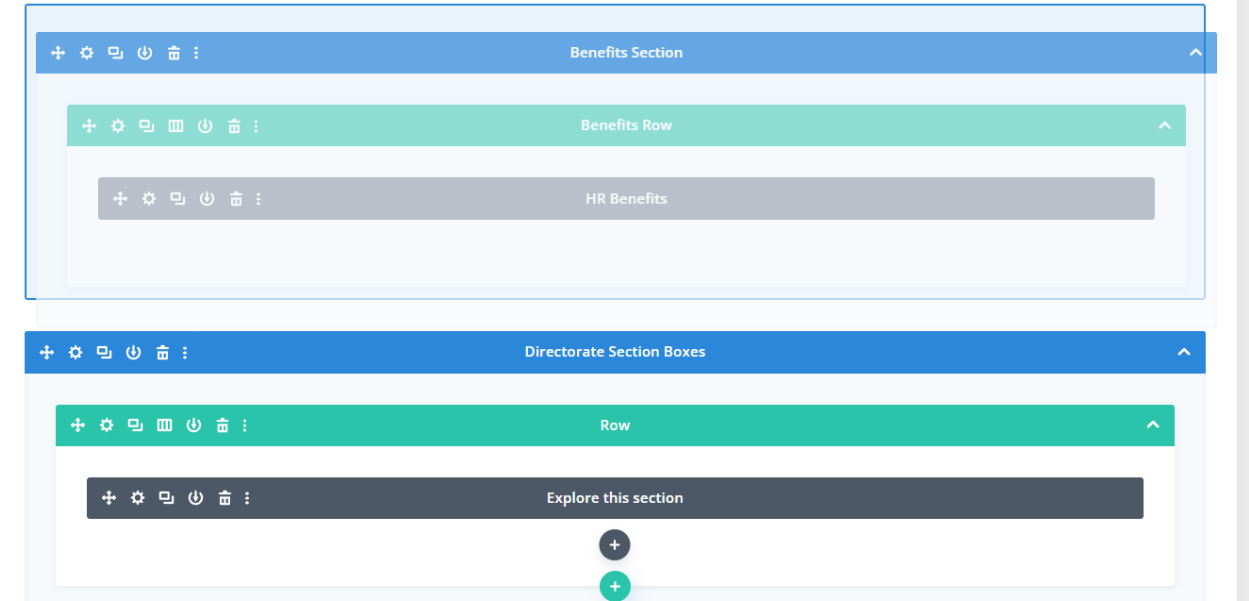 Benefits Section
Benefits Row
HR Benefits
Directorate Section Boxes
Row
Explore this section